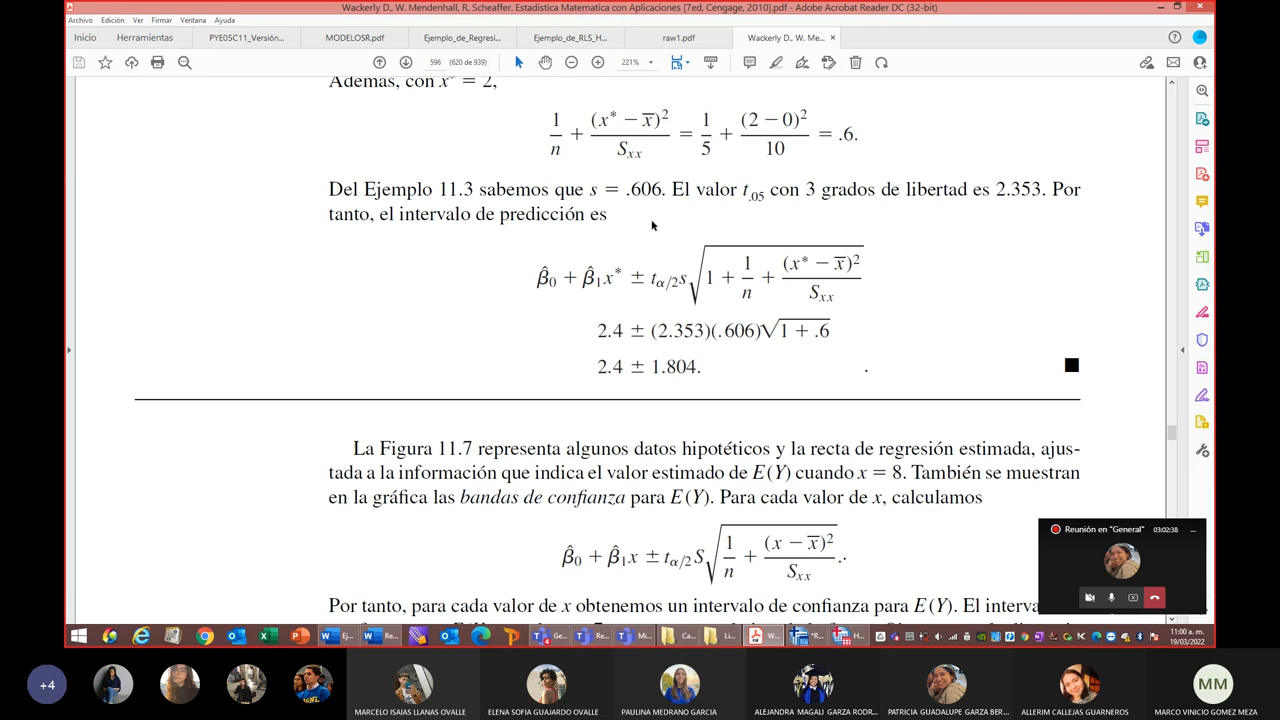 Wackerly D., W. Mendenhall, R. Scheaffer. Estadística Matematica con Aplicaciones [7ed, Cengage, 2010].pdf - Adobe Acrobat Reader DC (32-bit)
Archivo Edición Ver Firmar Ventana Ayuda
Inicio Herramientas PYE05C11_Versión... MODELOSR.pdf Ejemplo_de_Regresi... Ejemplo_de_RLS_H... raw1.pdf Wackerly D., W. Me...
596 (620 de 939) 221%
Además, con x* = 2,
1/n + (x* − x̄)²/Sxx = 1/5 + (2 − 0)²/10 = .6.
Del Ejemplo 11.3 sabemos que s = .606. El valor t.05 con 3 grados de libertad es 2.353. Por
tanto, el intervalo de predicción es
β̂0 + β̂1x* ± tα/2s√(1 + 1/n + (x* − x̄)²/Sxx)
2.4 ± (2.353)(.606)√(1 + .6)
2.4 ± 1.804.
La Figura 11.7 representa algunos datos hipotéticos y la recta de regresión estimada, ajus-
tada a la información que indica el valor estimado de E(Y) cuando x = 8. También se muestran
en la gráfica las bandas de confianza para E(Y). Para cada valor de x, calculamos
β̂0 + β̂1x ± tα/2S√(1/n + (x − x̄)²/Sxx).
Por tanto, para cada valor de x obtenemos un intervalo de confianza para E(Y). El interva
Reunión en "General" 03:02:38
Ej... Re... Ge... Re... Mi... Ca... Li... W...
11:00 a. m.
19/03/2022
+4
MARCELO ISAIAS LLANAS OVALLE
ELENA SOFIA GUAJARDO OVALLE
PAULINA MEDRANO GARCIA
ALEJANDRA MAGALI GARZA RODR...
PATRICIA GUADALUPE GARZA BER...
ALLERIM CALLEJAS GUARNEROS
MM
MARCO VINICIO GOMEZ MEZA